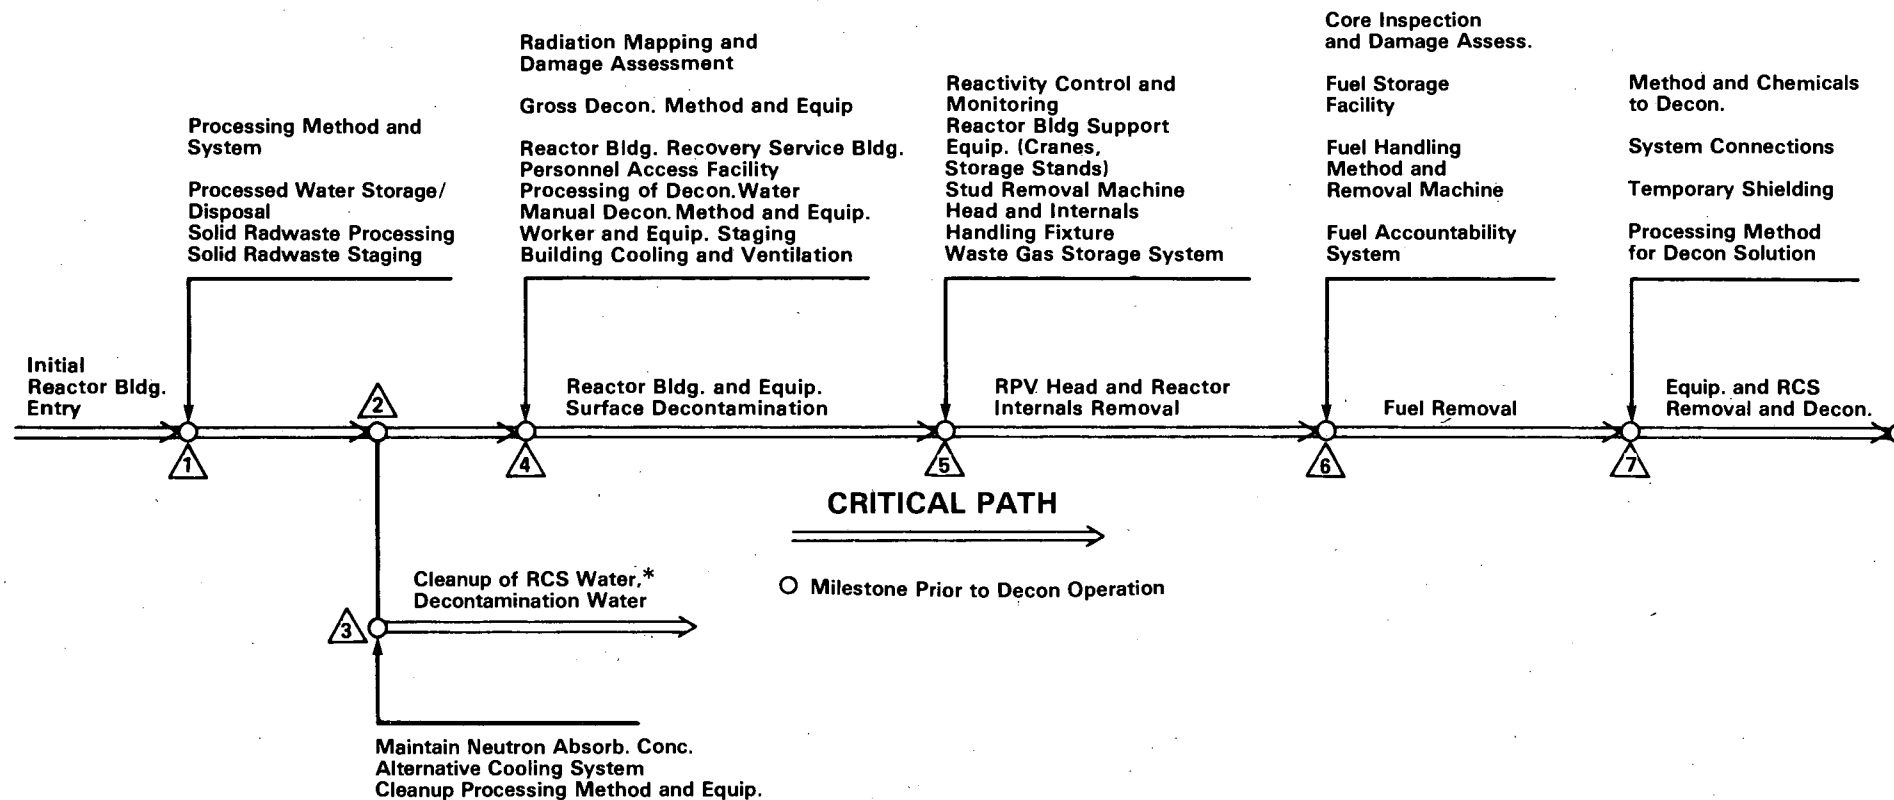 Processing Method and
System
Processed Water Storage/
Disposal
Solid Radwaste Processing
Solid Radwaste Staging
Radiation Mapping and
Damage Assessment
Gross Decon. Method and Equip
Reactor Bldg. Recovery Service Bldg.
Personnel Access Facility
Processing of Decon.Water
Manual Decon. Method and Equip.
Worker and Equip. Staging
Building Cooling and Ventilation
Reactivity Control and
Monitoring
Reactor Bldg Support
Equip. (Cranes,
Storage Stands)
Stud Removal Machine
Head and Internals
Handling Fixture
Waste Gas Storage System
Core Inspection
and Damage Assess.
Fuel Storage
Facility
Fuel Handling
Method and
Removal Machine
Fuel Accountability
System
Method and Chemicals
to Decon.
System Connections
Temporary Shielding
Processing Method
for Decon Solution
Initial
Reactor Bldg.
Entry
1
2
4
Reactor Bldg. and Equip.
Surface Decontamination
5
RPV Head and Reactor
Internals Removal
6
Fuel Removal
7
Equip. and RCS
Removal and Decon.
CRITICAL PATH
Milestone Prior to Decon Operation
3
Cleanup of RCS Water,*
Decontamination Water
Maintain Neutron Absorb. Conc.
Alternative Cooling System
Cleanup Processing Method and Equip.